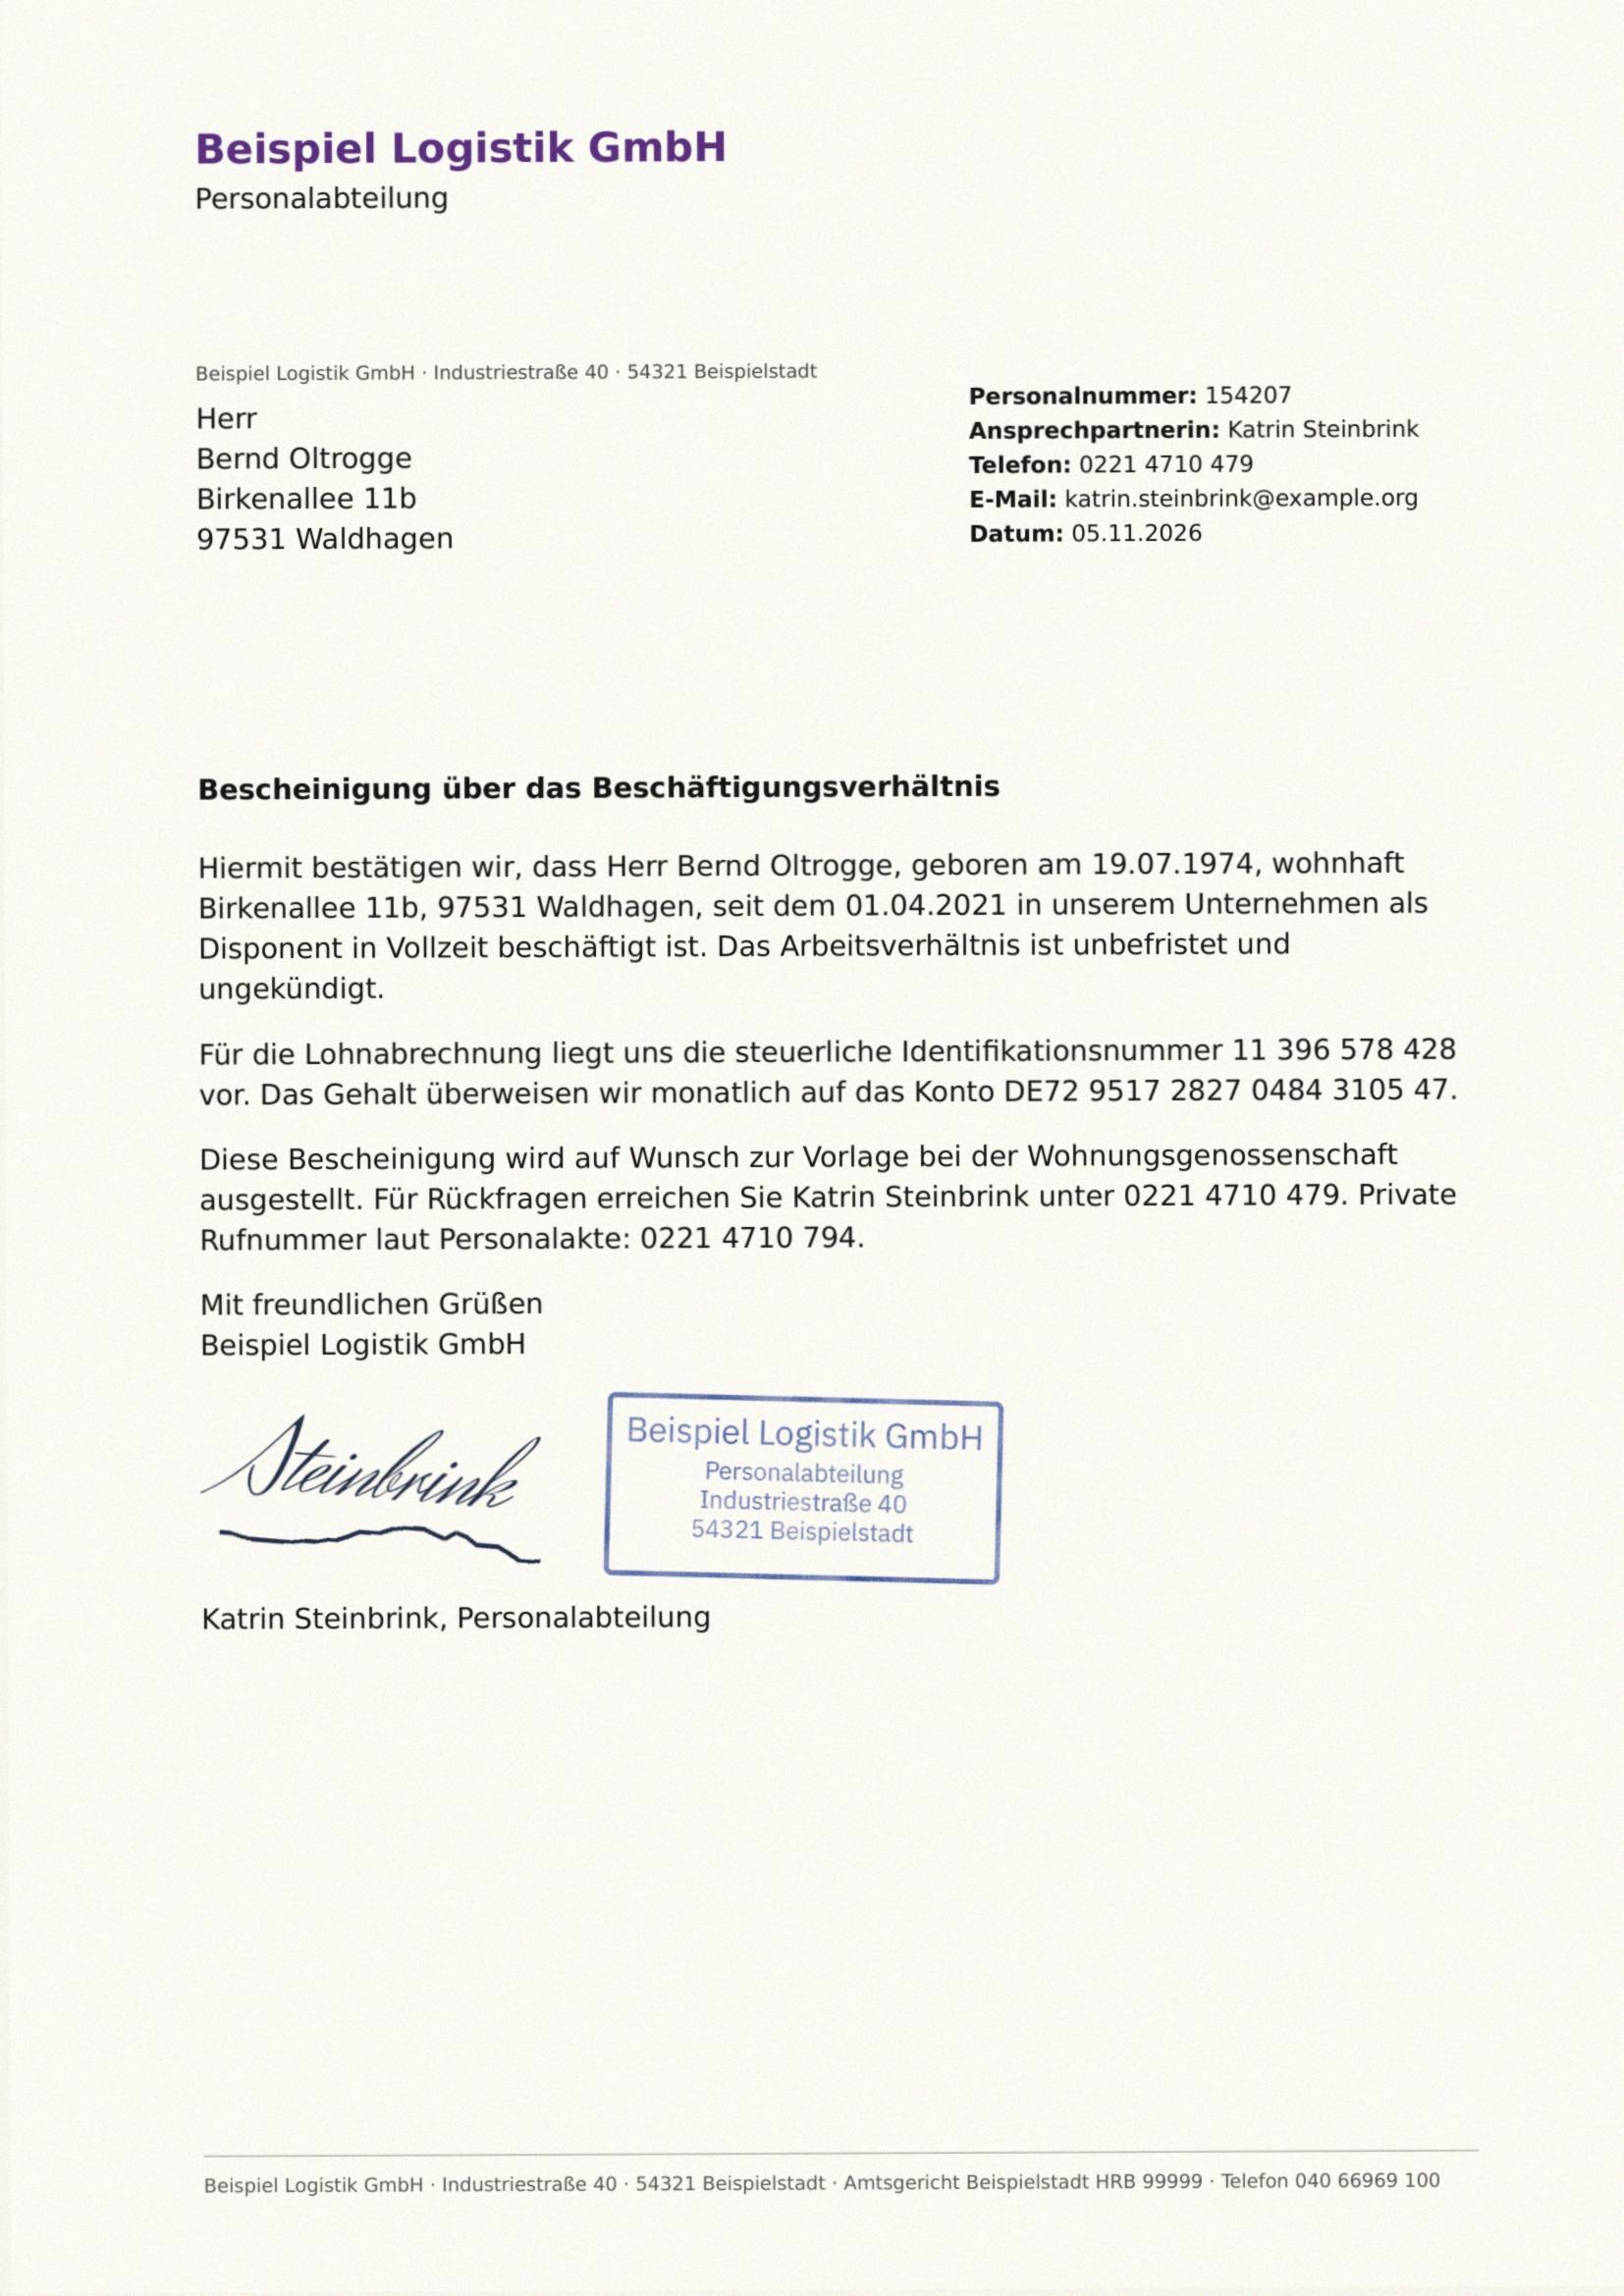 Beispiel Logistik GmbH
Personalabteilung
Beispiel Logistik GmbH · Industriestraße 40 · 54321 Beispielstadt
Herr
Bernd Oltrogge
Birkenallee 11b
97531 Waldhagen
Personalnummer: 154207
Ansprechpartnerin: Katrin Steinbrink
Telefon: 0221 4710 479
E-Mail: katrin.steinbrink@example.org
Datum: 05.11.2026
Bescheinigung über das Beschäftigungsverhältnis
Hiermit bestätigen wir, dass Herr Bernd Oltrogge, geboren am 19.07.1974, wohnhaft
Birkenallee 11b, 97531 Waldhagen, seit dem 01.04.2021 in unserem Unternehmen als
Disponent in Vollzeit beschäftigt ist. Das Arbeitsverhältnis ist unbefristet und
ungekündigt.
Für die Lohnabrechnung liegt uns die steuerliche Identifikationsnummer 11 396 578 428
vor. Das Gehalt überweisen wir monatlich auf das Konto DE72 9517 2827 0484 3105 47.
Diese Bescheinigung wird auf Wunsch zur Vorlage bei der Wohnungsgenossenschaft
ausgestellt. Für Rückfragen erreichen Sie Katrin Steinbrink unter 0221 4710 479. Private
Rufnummer laut Personalakte: 0221 4710 794.
Mit freundlichen Grüßen
Beispiel Logistik GmbH
Steinbrink
Beispiel Logistik GmbH
Personalabteilung
Industriestraße 40
54321 Beispielstadt
Katrin Steinbrink, Personalabteilung
Beispiel Logistik GmbH · Industriestraße 40 · 54321 Beispielstadt · Amtsgericht Beispielstadt HRB 99999 · Telefon 040 66969 100